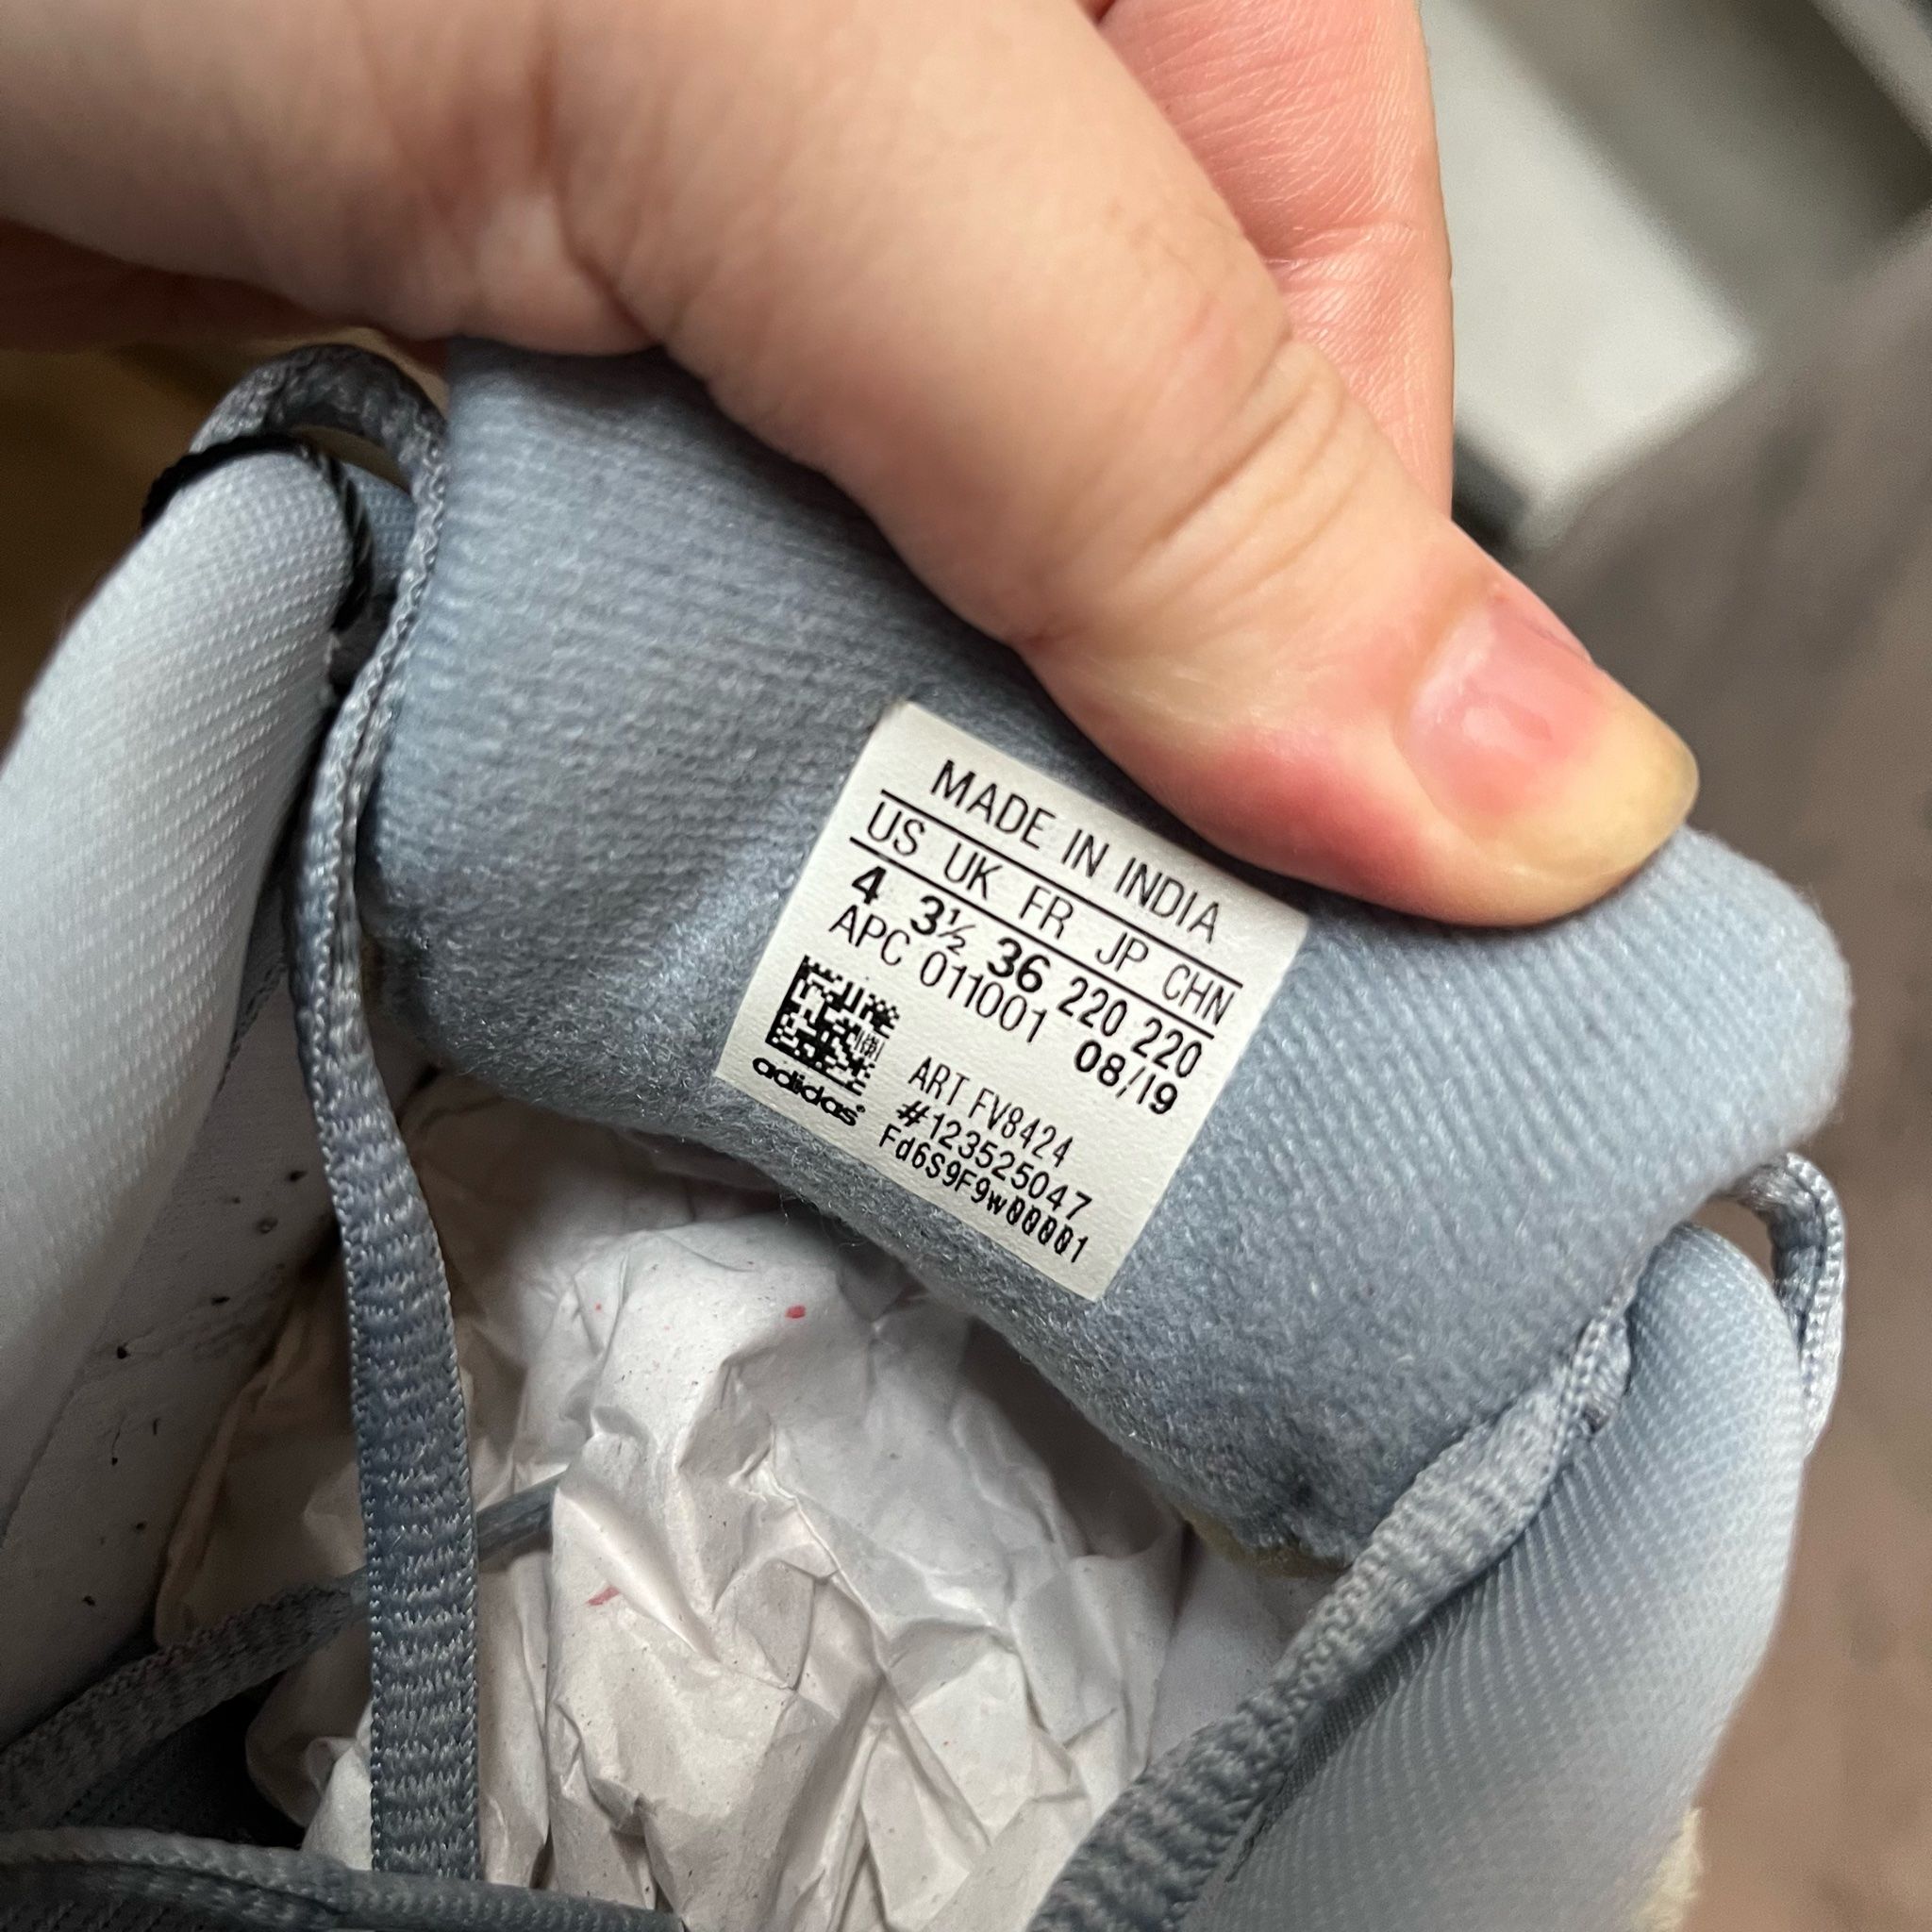 MADE IN INDIA
US UK FR JP CHN
4 3½ 36 220 220
APC 011001 08/19
ART FV8424
#123525047
Fd6S9F9w00001
adidas